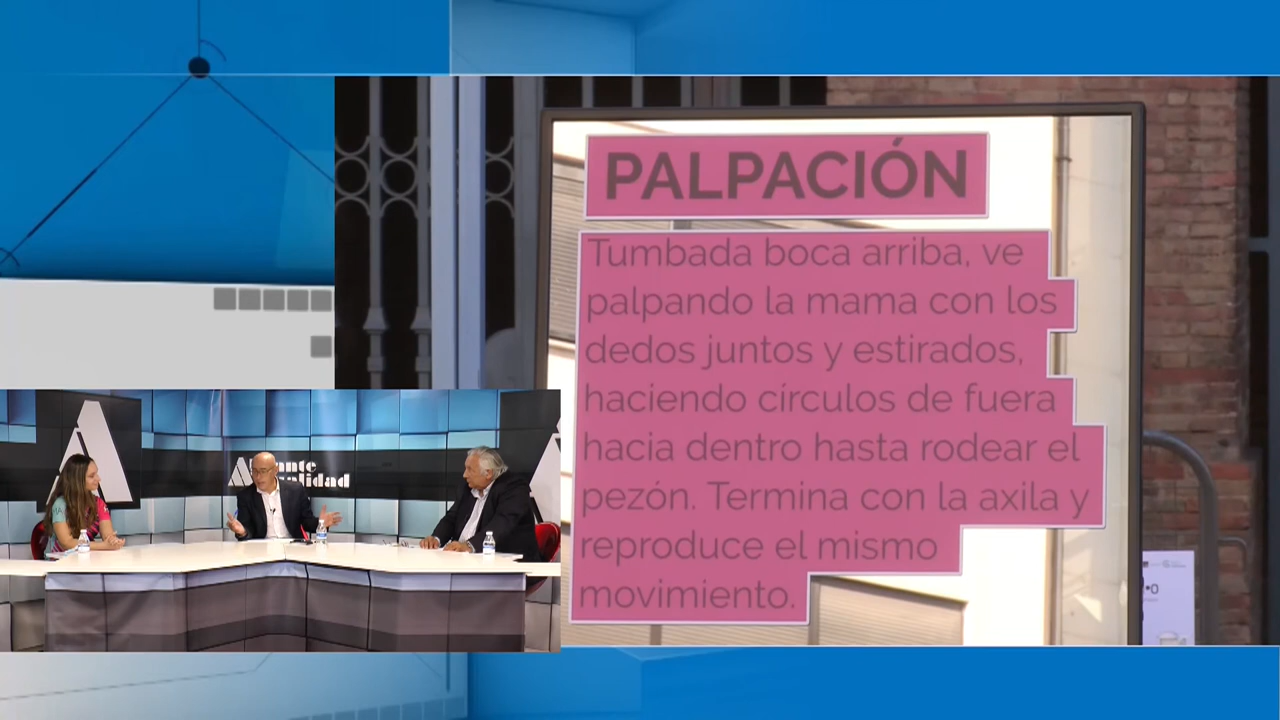 PALPACIÓN
Tumbada boca arriba, ve
palpando la mama con los
dedos juntos y estirados,
haciendo círculos de fuera
hacia dentro hasta rodear el
pezón. Termina con la axila y
reproduce el mismo
movimiento.